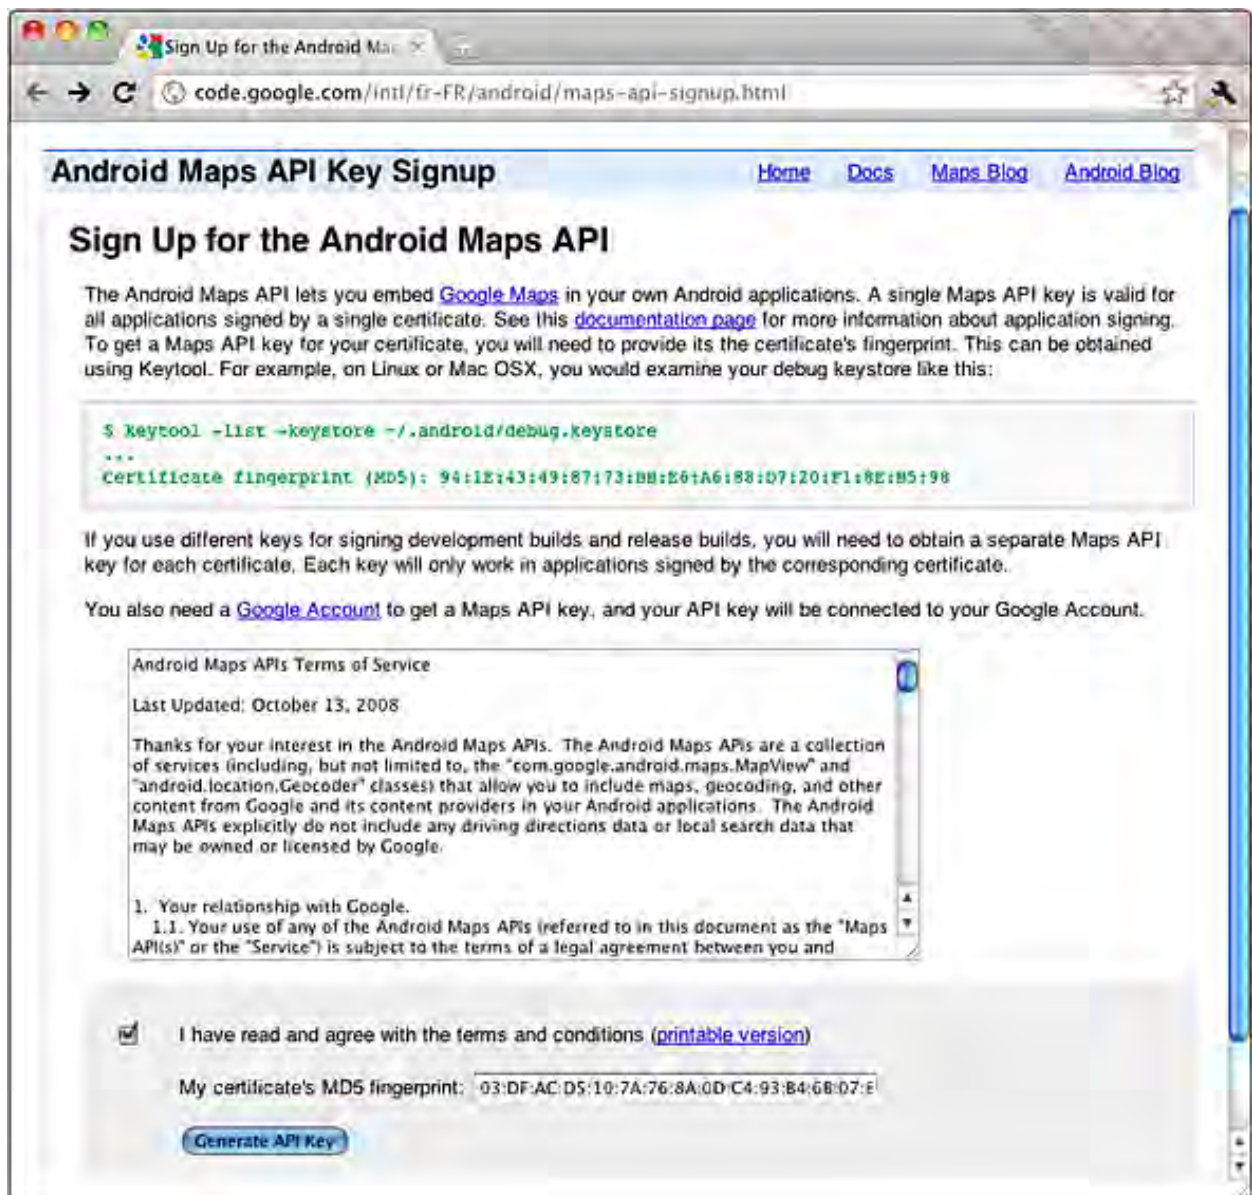 Sign Up for the Android Mar
code.google.com/intl/fr-FR/android/maps-api-signup.html
Android Maps API Key Signup
Home Docs Maps Blog Android Blog
Sign Up for the Android Maps API
The Android Maps API lets you embed Google Maps in your own Android applications. A single Maps API key is valid for
all applications signed by a single certificate. See this documentation page for more information about application signing.
To get a Maps API key for your certificate, you will need to provide its the certificate's fingerprint. This can be obtained
using Keytool. For example, on Linux or Mac OSX, you would examine your debug keystore like this:
$ keytool -list -keystore ~/.android/debug.keystore
...
Certificate fingerprint (MD5): 94:1E:43:49:87:73:BB:E6:A6:88:D7:20:F1:8E:B5:98
If you use different keys for signing development builds and release builds, you will need to obtain a separate Maps API
key for each certificate. Each key will only work in applications signed by the corresponding certificate.
You also need a Google Account to get a Maps API key, and your API key will be connected to your Google Account.
Android Maps APIs Terms of Service
Last Updated: October 13, 2008
Thanks for your interest in the Android Maps APIs. The Android Maps APIs are a collection
of services (including, but not limited to, the "com.google.android.maps.MapView" and
"android.location.Geocoder" classes) that allow you to include maps, geocoding, and other
content from Google and its content providers in your Android applications. The Android
Maps APIs explicitly do not include any driving directions data or local search data that
may be owned or licensed by Google.
1. Your relationship with Google.
1.1. Your use of any of the Android Maps APIs (referred to in this document as the "Maps
API(s)" or the "Service") is subject to the terms of a legal agreement between you and
I have read and agree with the terms and conditions (printable version)
My certificate's MD5 fingerprint: 03:DF:AC:D5:10:7A:76:8A:0D:C4:93:B4:6B:D7:E
Generate API Key